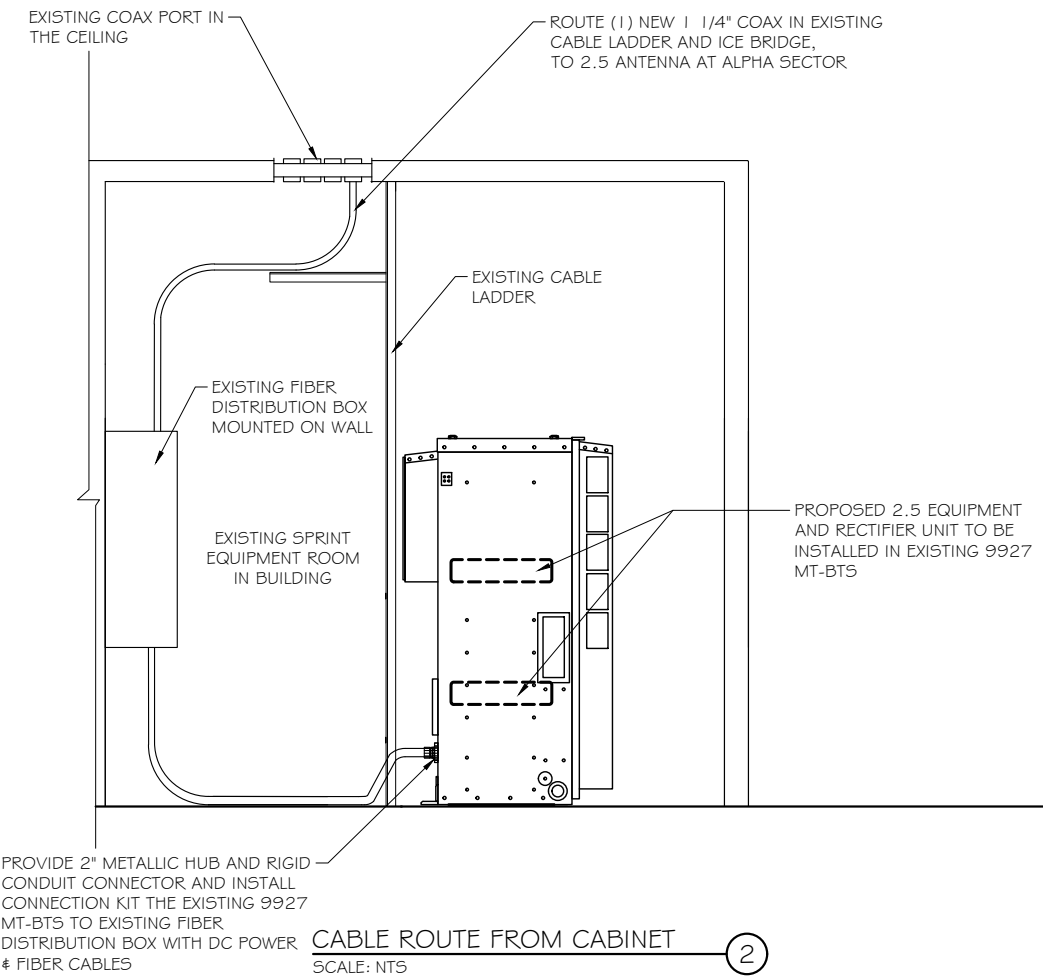 EXISTING COAX PORT IN
THE CEILING
ROUTE (1) NEW 1 1/4" COAX IN EXISTING
CABLE LADDER AND ICE BRIDGE,
TO 2.5 ANTENNA AT ALPHA SECTOR
EXISTING CABLE
LADDER
EXISTING FIBER
DISTRIBUTION BOX
MOUNTED ON WALL
EXISTING SPRINT
EQUIPMENT ROOM
IN BUILDING
PROPOSED 2.5 EQUIPMENT
AND RECTIFIER UNIT TO BE
INSTALLED IN EXISTING 9927
MT-BTS
PROVIDE 2" METALLIC HUB AND RIGID
CONDUIT CONNECTOR AND INSTALL
CONNECTION KIT THE EXISTING 9927
MT-BTS TO EXISTING FIBER
DISTRIBUTION BOX WITH DC POWER
& FIBER CABLES
CABLE ROUTE FROM CABINET
SCALE: NTS
2